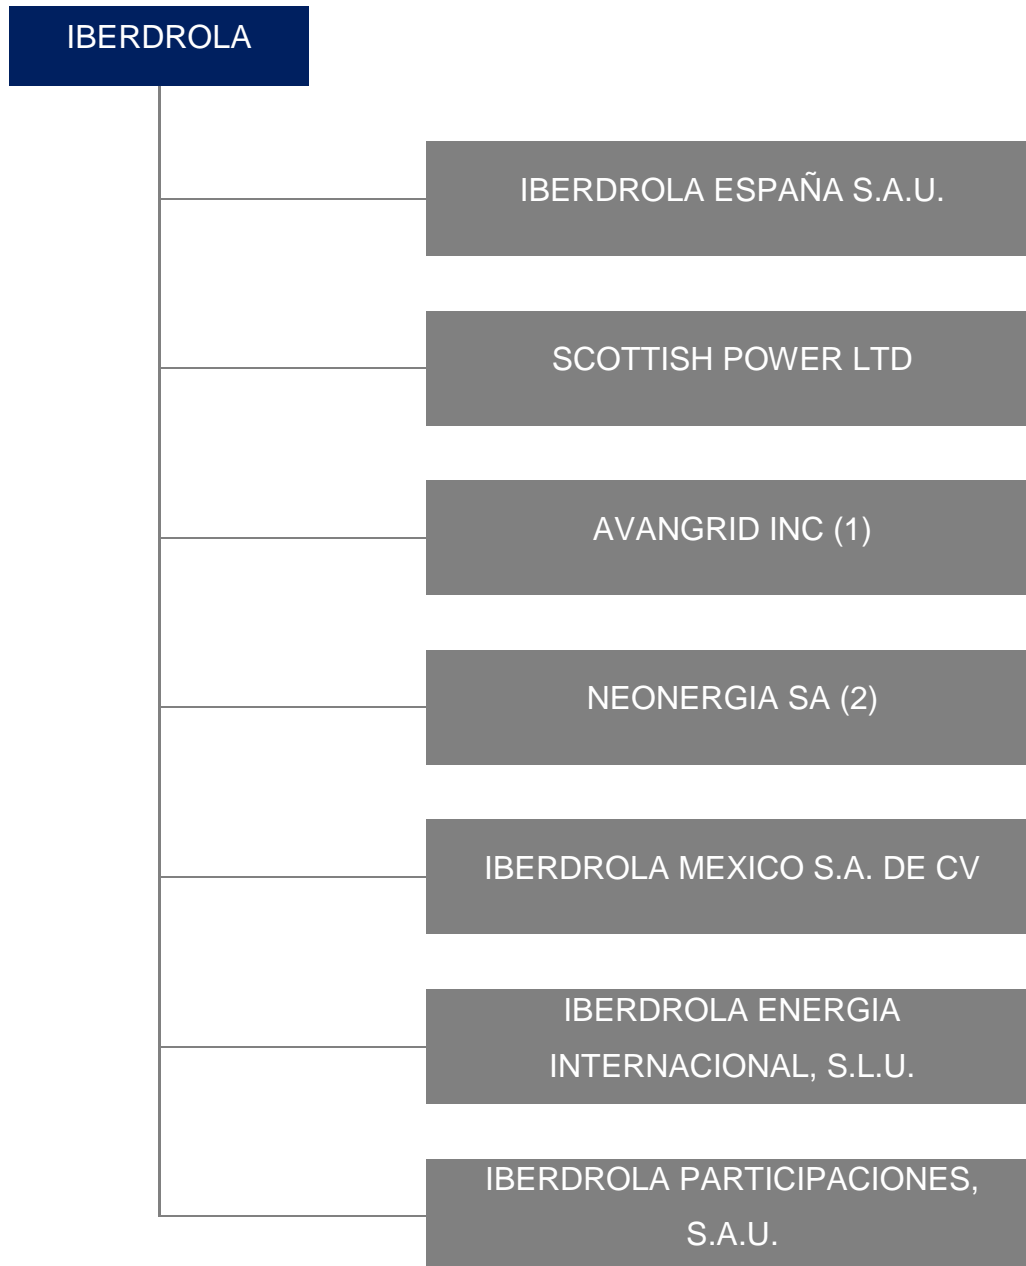 IBERDROLA
IBERDROLA ESPAÑA S.A.U.
SCOTTISH POWER LTD
AVANGRID INC (1)
NEONERGIA SA (2)
IBERDROLA MEXICO S.A. DE CV
IBERDROLA ENERGIA
INTERNACIONAL, S.L.U.
IBERDROLA PARTICIPACIONES,
S.A.U.